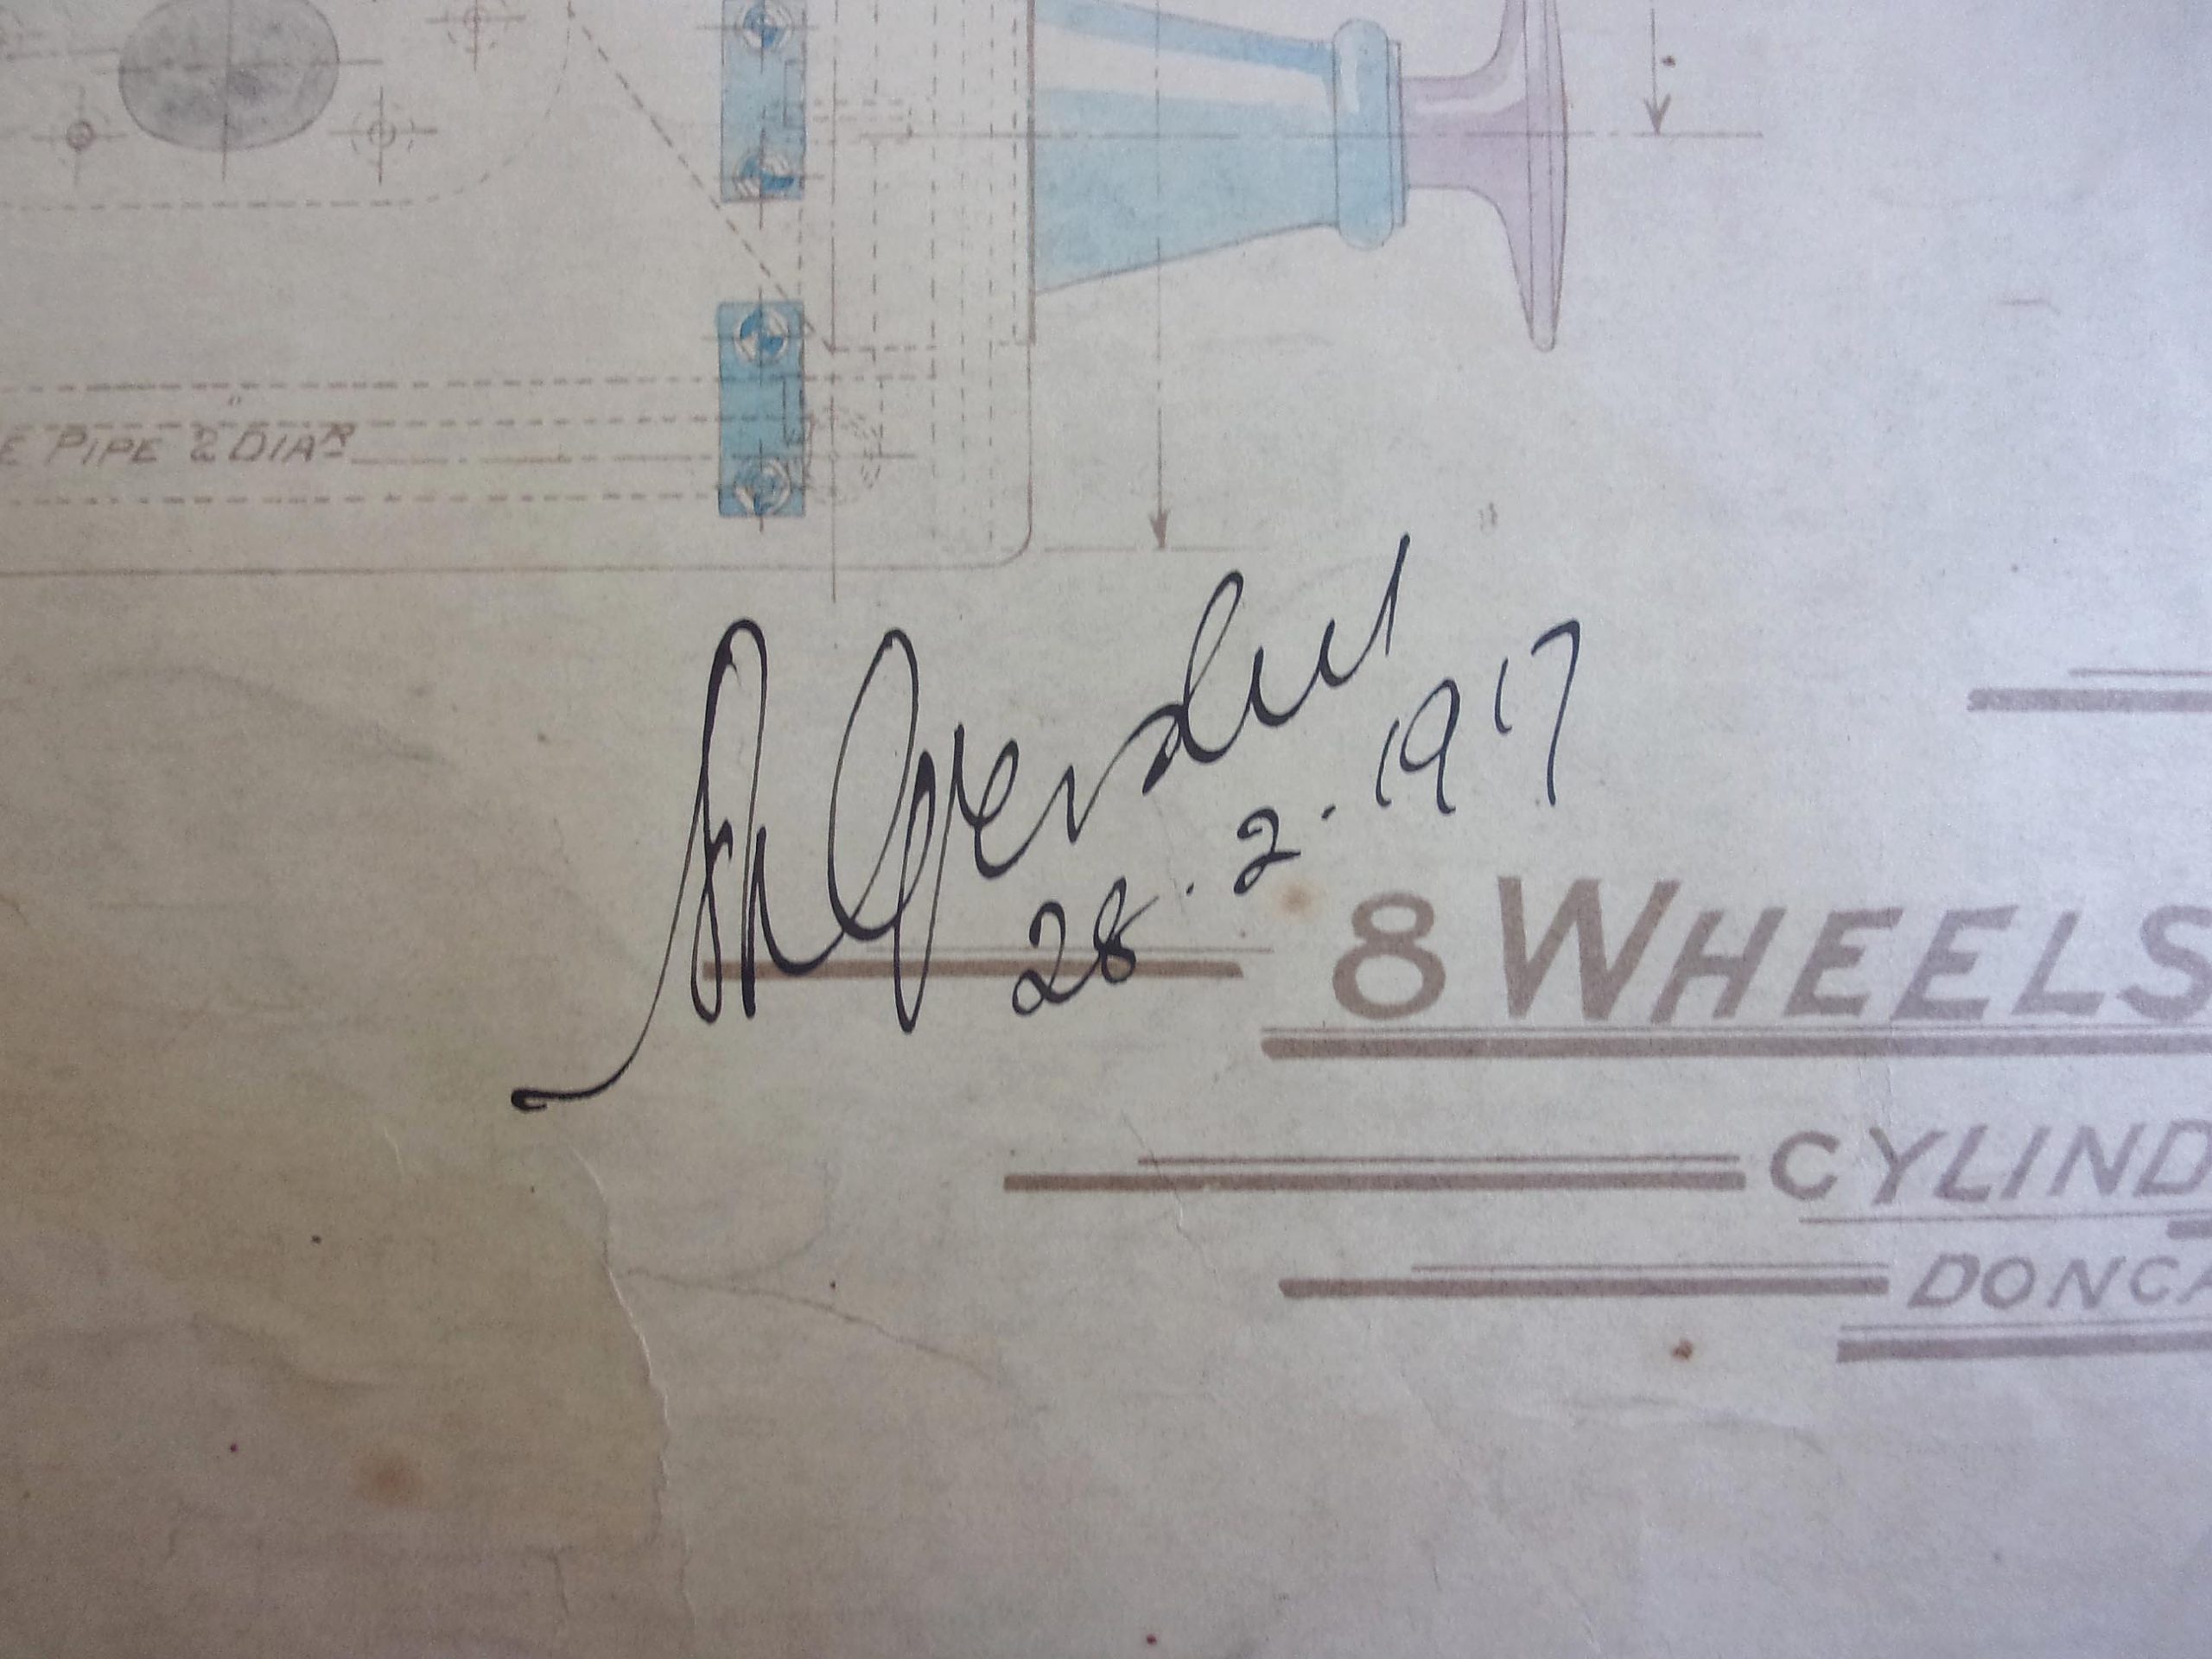 E PIPE 2" DIAR
28.2.1917
8 WHEELS
CYLIND
DONCA